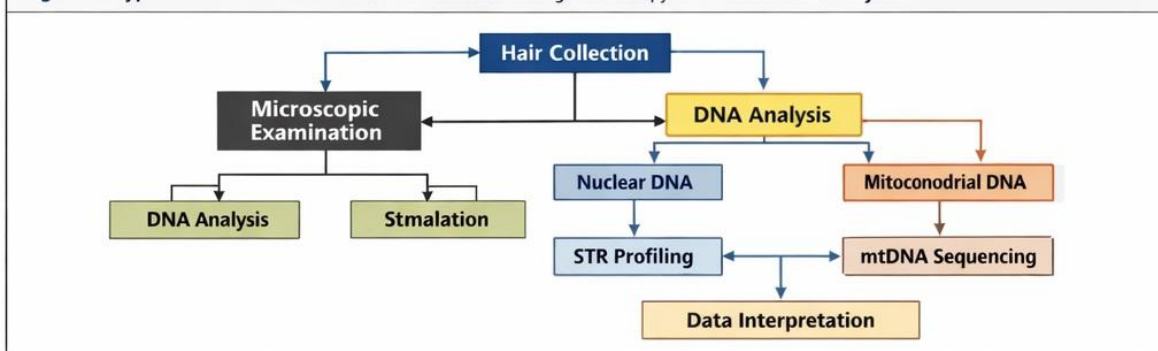 Hair Collection
Microscopic
Examination
DNA Analysis
Nuclear DNA
Mitoconodrial DNA
DNA Analysis
Stmalation
STR Profiling
mtDNA Sequencing
Data Interpretation